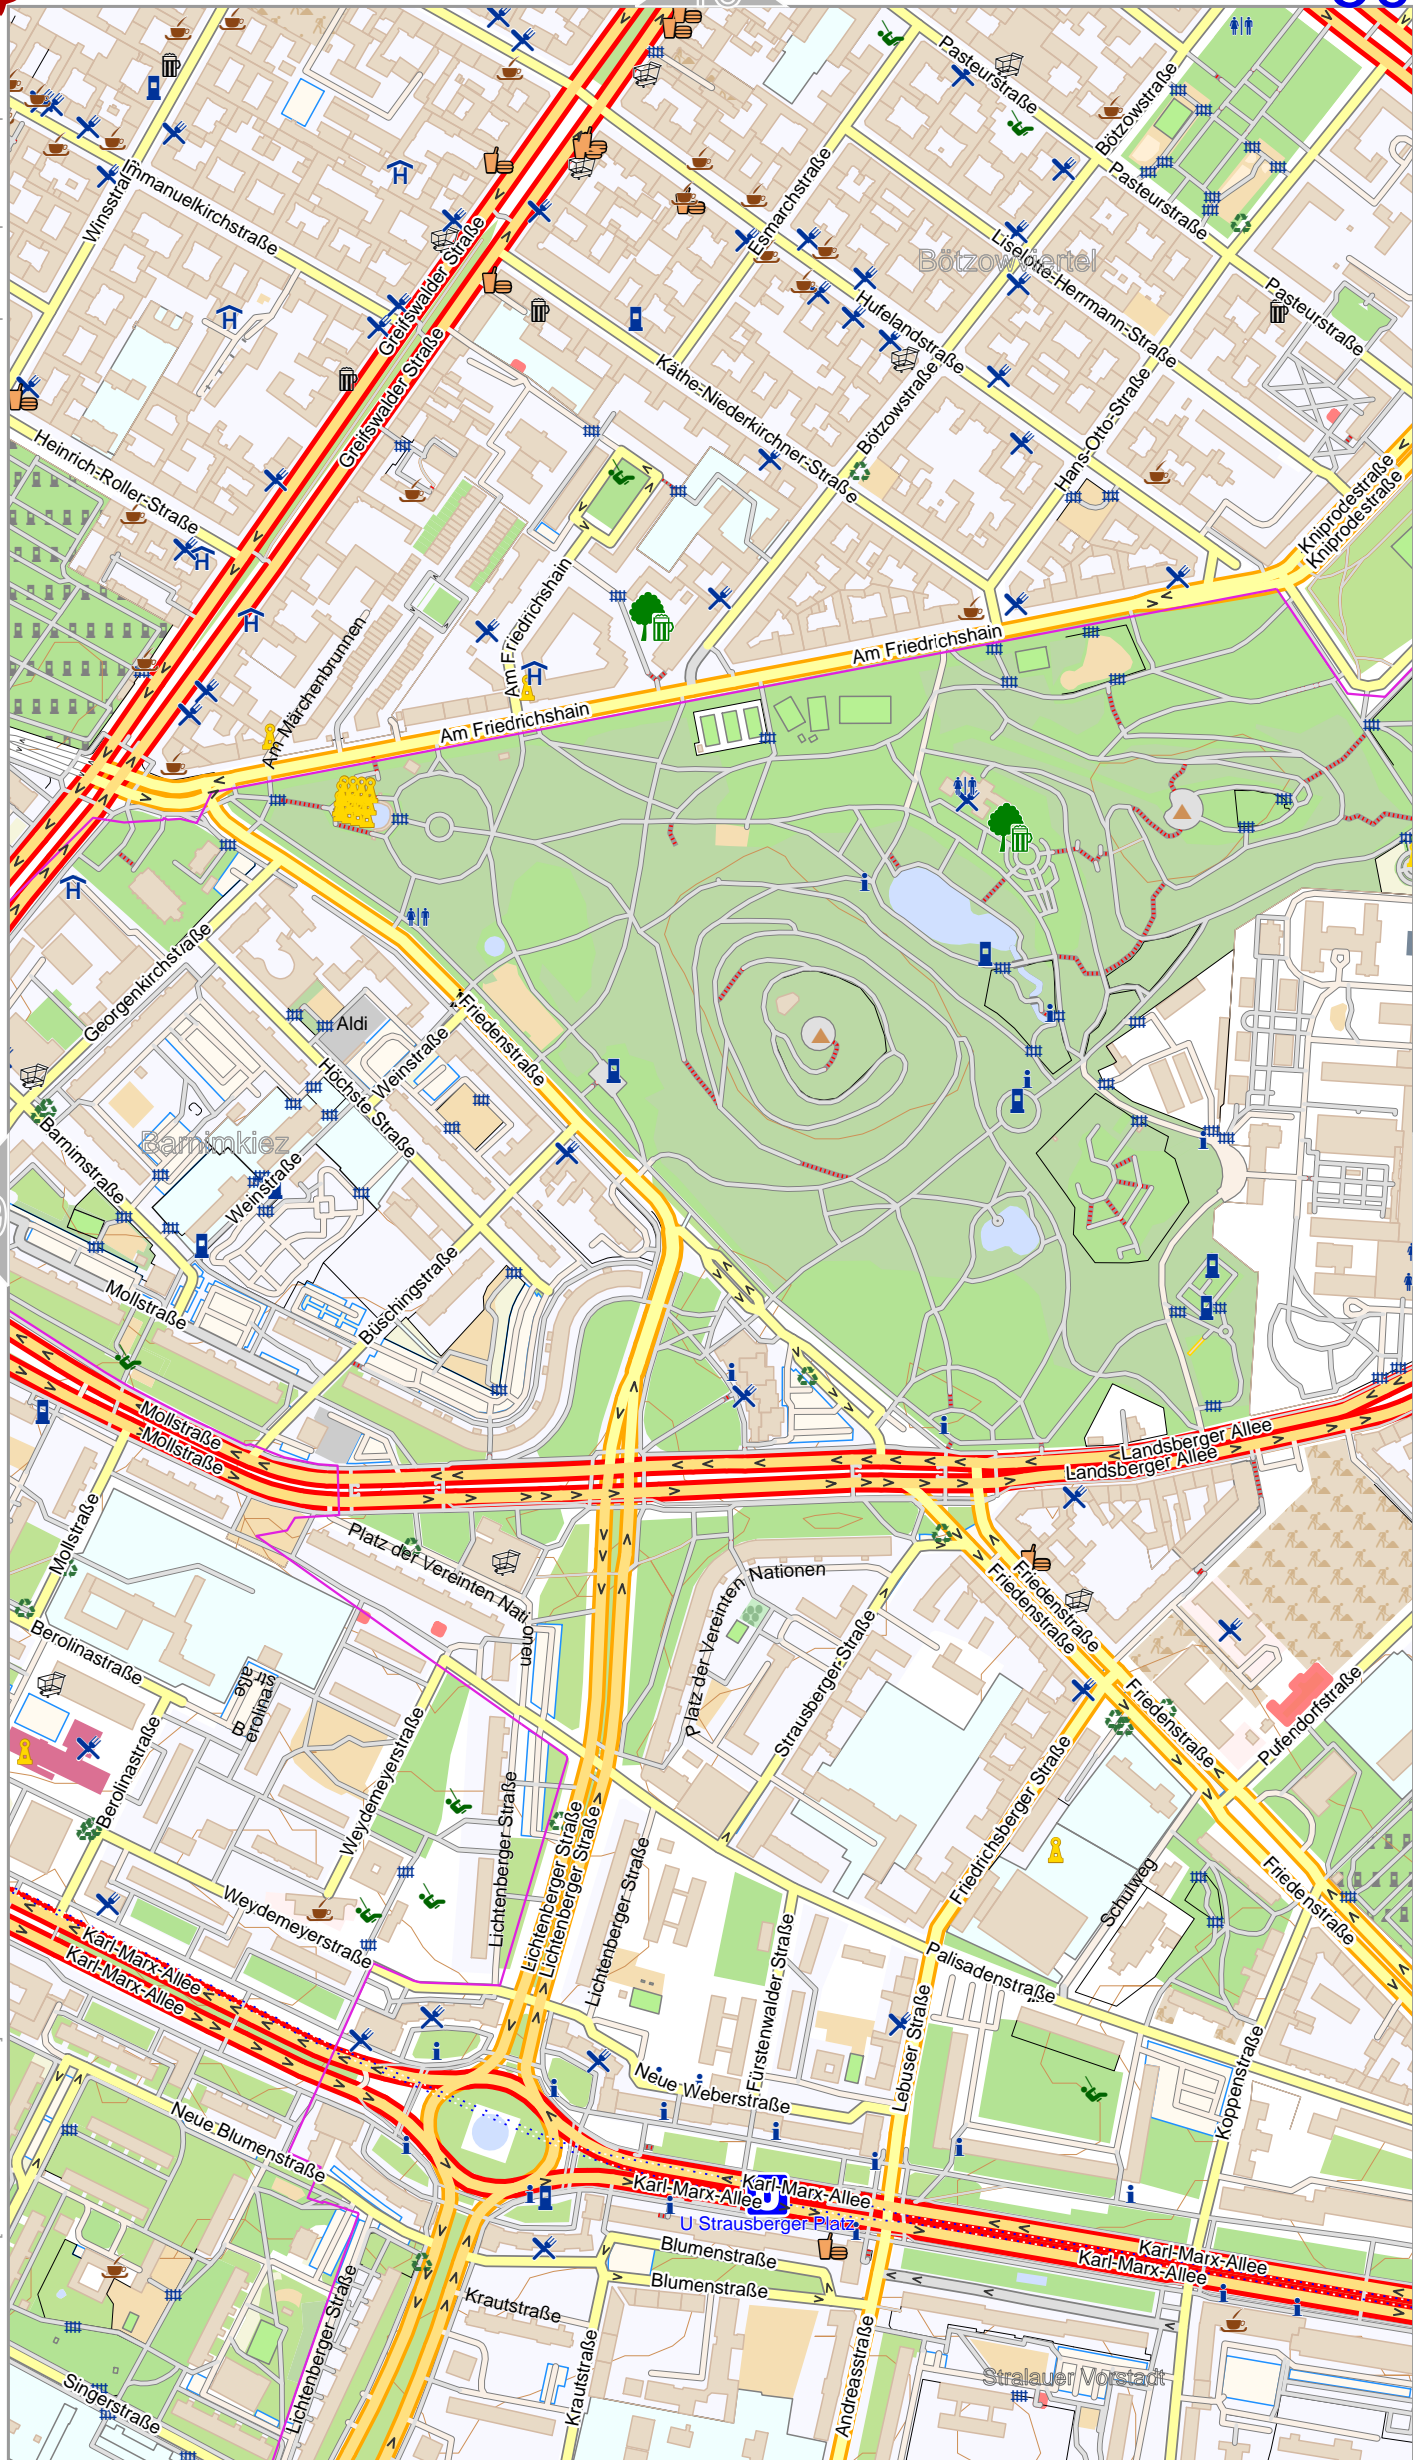 Pasteurstraße
Bötzowstraße
Immanuelkirchstraße
Winsstraß
Esmarchstraße
Pasteurstraße
Greifswalder Straße
Liselotte-Herrmann-Straße
Bötzowviertel
Pasteurstraße
Hufelandstraße
Greifswalder Straße
Käthe-Niederkirchner-Straße
Bötzowstraße
Hans-Otto-Straße
Heinrich-Roller-Straße
Kniprodestraße
Kniprodestraße
Am Friedrichshain
Am Märchenbrunnen
Am Friedrichshain
Am Friedrichshain
Georgenkirchstraße
Aldi
Friedenstraße
Weinstraße
Höchste Straße
Barnimkiez
Barnimstraße
Weinstraße
Mollstraße
Büschingstraße
Mollstraße
Mollstraße
Landsberger Allee
Landsberger Allee
Mollstraße
Platz der Vereinten Nati
onen
Platz der Vereinten Nationen
Friedenstraße
Friedenstraße
Strausberger Straße
Berolinastraße
B
erolina
str
aße
Berolinastraße
Weydemeyerstraße
Friedenstraße
Pufendorfstraße
Friedrichsberger Straße
Lichtenberger Straße
Lichtenberger Straße
Lichtenberger Straße
Lichtenberger Straße
Schulweg
Friedenstraße
Weydemeyerstraße
Karl-Marx-Allee
Karl-Marx-Allee
Fürstenwalder Straße
Palisadenstraße
Lebuser Straße
Koppenstraße
Neue Weberstraße
Neue Blumenstraße
Karl-Marx-Allee
Karl-Marx-Allee
U
U Strausberger Platz
Blumenstraße
Blumenstraße
Karl-Marx-Allee
Karl-Marx-Allee
Krautstraße
Krautstraße
Lichtenberger Straße
Andreasstraße
Stralauer Vorstadt
Singerstraße